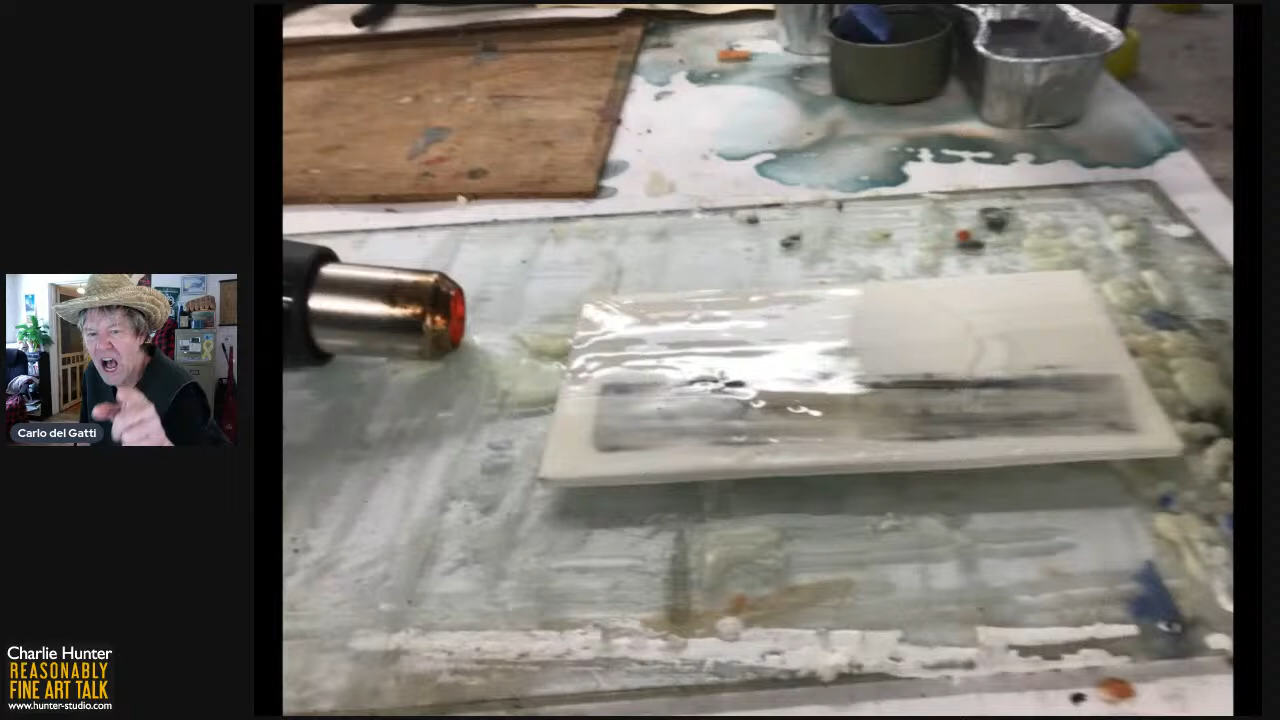 Carlo del Gatti
Charlie Hunter
REASONABLY
FINE ART TALK
www.hunter-studio.com